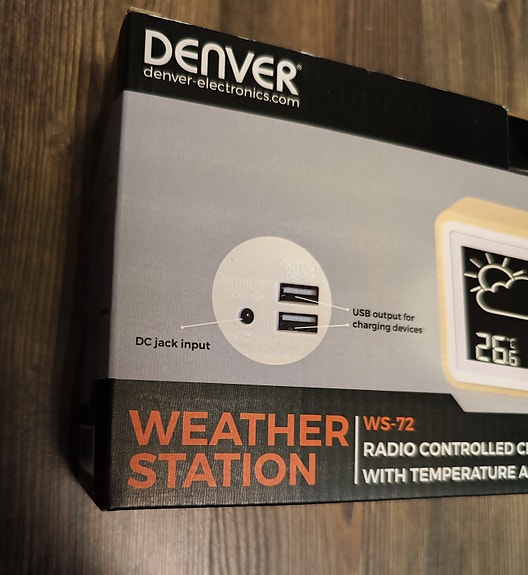 DENVER®
denver-electronics.com
USB output for
charging devices
DC jack input
26.6 °C
WEATHER
STATION
WS-72
RADIO CONTROLLED
WITH TEMPERATURE